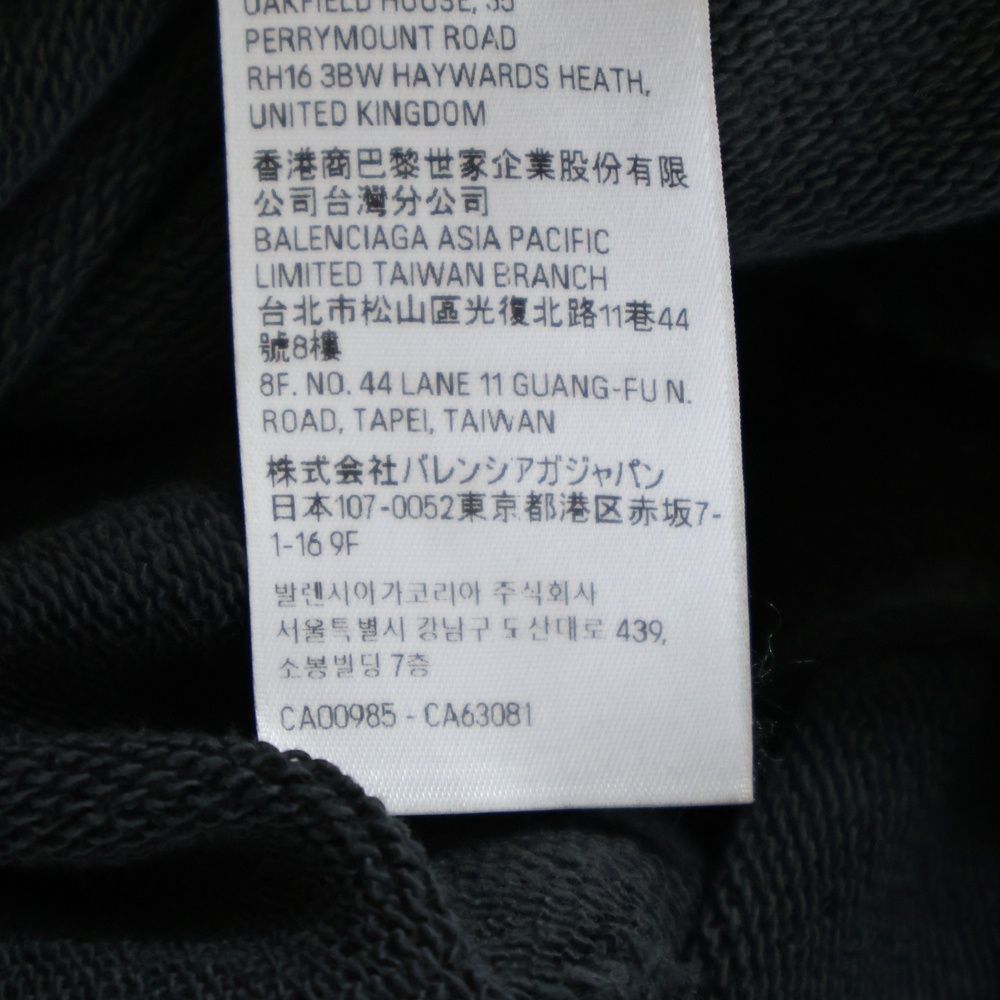 OAKFIELD HOUSE, 35
PERRYMOUNT ROAD
RH16 3BW HAYWARDS HEATH,
UNITED KINGDOM
香港商巴黎世家企業股份有限
公司台灣分公司
BALENCIAGA ASIA PACIFIC
LIMITED TAIWAN BRANCH
台北市松山區光復北路11巷44
號8樓
8F. NO. 44 LANE 11 GUANG-FU N.
ROAD, TAPEI, TAIWAN
株式会社バレンシアガジャパン
日本107-0052東京都港区赤坂7-
1-16 9F
발렌시아가코리아 주식회사
서울특별시 강남구 도산대로 439,
소봉빌딩 7층
CA00985 - CA63081